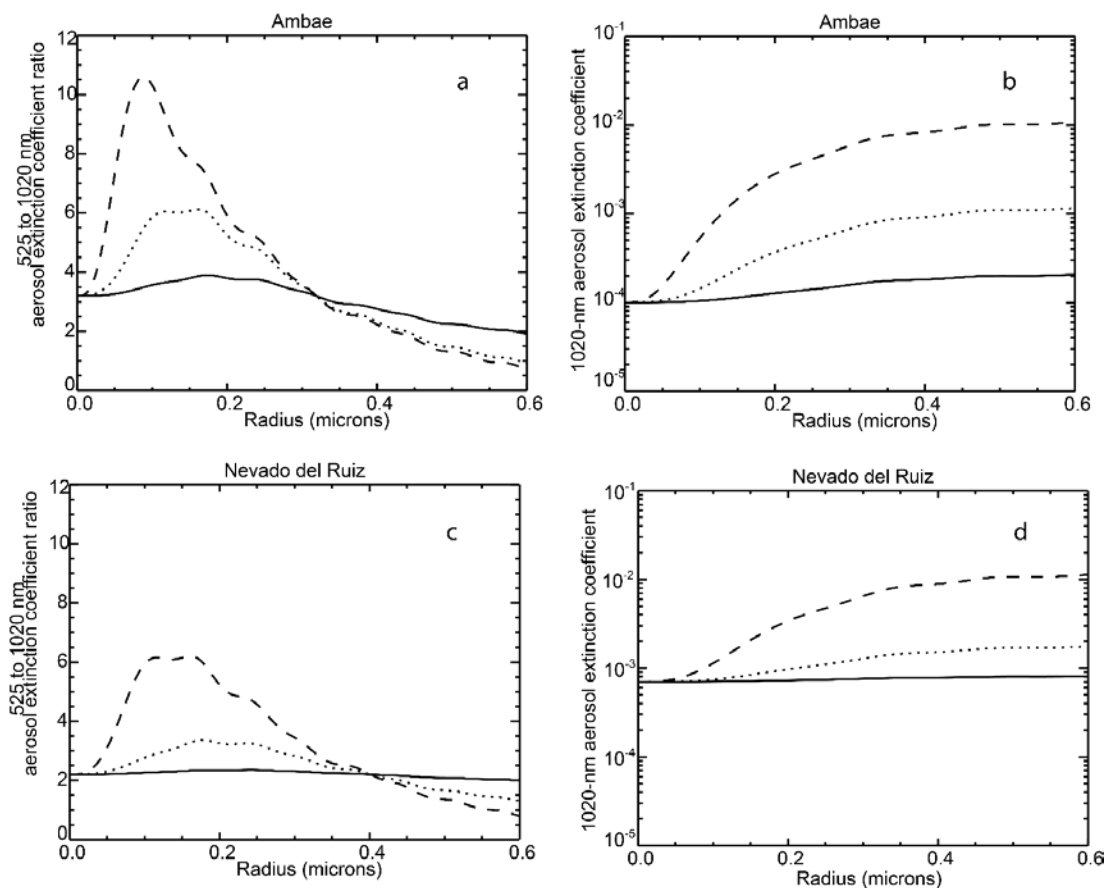 Ambae
525 to 1020 nm
aerosol extinction coefficient ratio
12
10
8
6
4
2
0
a
0.0 0.2 0.4 0.6
Radius (microns)
Ambae
1020-nm aerosol extinction coefficient
10-1
10-2
10-3
10-4
10-5
b
0.0 0.2 0.4 0.6
Radius (microns)
Nevado del Ruiz
525 to 1020 nm
aerosol extinction coefficient ratio
12
10
8
6
4
2
0
c
0.0 0.2 0.4 0.6
Radius (microns)
Nevado del Ruiz
1020-nm aerosol extinction coefficient
10-1
10-2
10-3
10-4
10-5
d
0.0 0.2 0.4 0.6
Radius (microns)